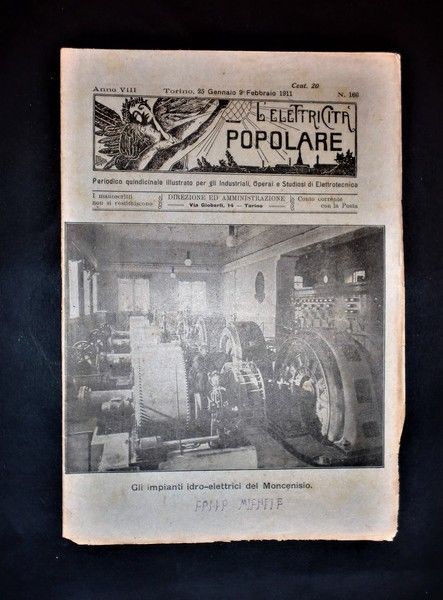 Anno VIII Torino, 25 Gennaio 9 Febbraio 1911 Cent. 20 N. 166
L'ELETTRICITÀ
POPOLARE
Periodico quindicinale illustrato per gli Industriali, Operai e Studiosi di Elettrotecnica
I manoscritti
non si restituiscono
DIREZIONE ED AMMINISTRAZIONE
Via Gioberti, 14 — Torino
Conto corrente
con la Posta
Gli impianti idro-elettrici del Moncenisio.